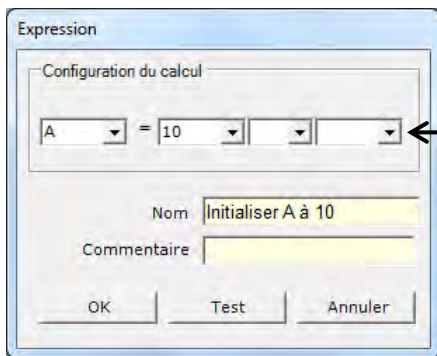 Expression
Configuration du calcul
A = 10
Nom Initialiser A à 10
Commentaire
OK Test Annuler